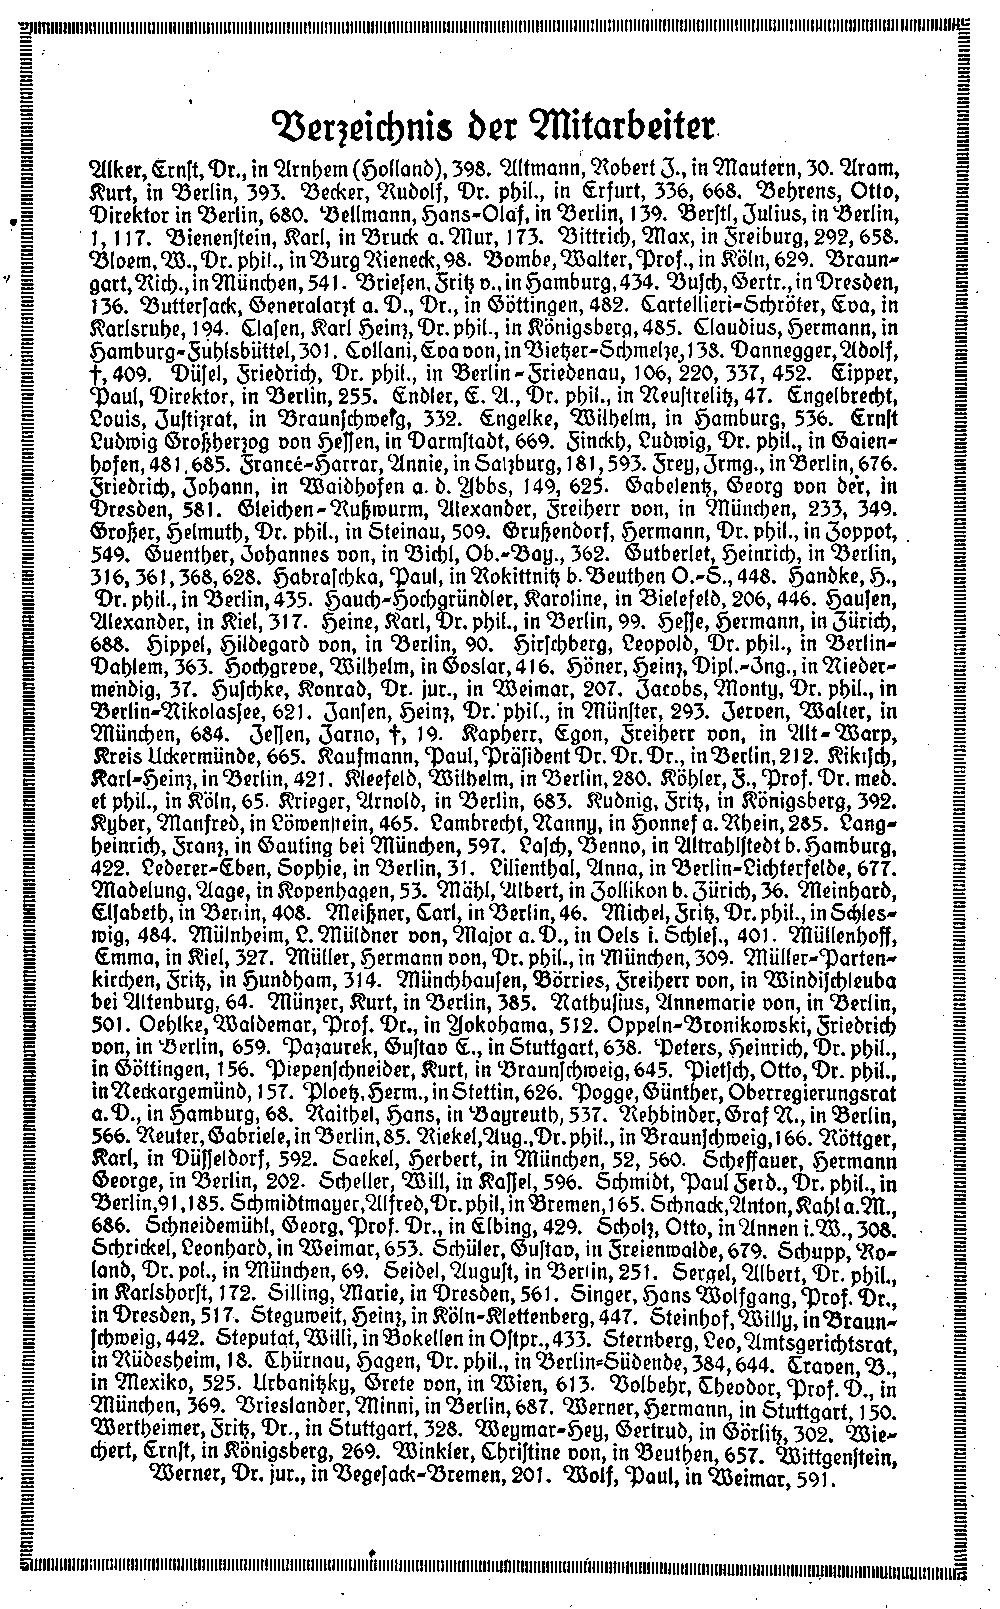 Verzeichnis der Mitarbeiter
Alker, Ernst, Dr., in Arnhem (Holland), 398. Altmann, Robert J., in Mautern, 30. Aram,
Kurt, in Berlin, 393. Becker, Rudolf, Dr. phil., in Erfurt, 336, 668. Behrens, Otto,
Direktor in Berlin, 680. Bellmann, Hans-Olaf, in Berlin, 139. Berstl, Julius, in Berlin,
1, 117. Bienenstein, Karl, in Bruck a. Mur, 173. Bittrich, Max, in Freiburg, 292, 658.
Bloem, W., Dr. phil., in Burg Rieneck, 98. Bombe, Walter, Prof., in Köln, 629. Braun-
gart, Rich., in München, 541. Briesen, Fritz v., in Hamburg, 434. Busch, Gertr., in Dresden,
136. Buttersack, Generalarzt a. D., Dr., in Göttingen, 482. Cartellieri-Schröter, Eva, in
Karlsruhe, 194. Clasen, Karl Heinz, Dr. phil., in Königsberg, 485. Claudius, Hermann, in
Hamburg-Fuhlsbüttel, 301. Collani, Eva von, in Vietzer-Schmelze, 138. Dannegger, Adolf,
†, 409. Düsel, Friedrich, Dr. phil., in Berlin-Friedenau, 106, 220, 337, 452. Eipper,
Paul, Direktor, in Berlin, 255. Endler, C. A., Dr. phil., in Neustrelitz, 47. Engelbrecht,
Louis, Justizrat, in Braunschweig, 332. Engelke, Wilhelm, in Hamburg, 536. Ernst
Ludwig Großherzog von Hessen, in Darmstadt, 669. Finckh, Ludwig, Dr. phil., in Gaien-
hofen, 481, 685. Francé-Harrar, Annie, in Salzburg, 181, 593. Frey, Irmg., in Berlin, 676.
Friedrich, Johann, in Waidhofen a. d. Ybbs, 149, 625. Gabelentz, Georg von der, in
Dresden, 581. Gleichen-Rußwurm, Alexander, Freiherr von, in München, 233, 349.
Großer, Helmuth, Dr. phil., in Steinau, 509. Grußendorf, Hermann, Dr. phil., in Zoppot,
549. Guenther, Johannes von, in Bichl, Ob.-Bay., 362. Gutberlet, Heinrich, in Berlin,
316, 361, 368, 628. Habraschka, Paul, in Rokittnitz b. Beuthen O.-S., 448. Handke, H.,
Dr. phil., in Berlin, 435. Hauch-Hochgründler, Karoline, in Bielefeld, 206, 446. Hausen,
Alexander, in Kiel, 317. Heine, Karl, Dr. phil., in Berlin, 99. Hesse, Hermann, in Zürich,
688. Hippel, Hildegard von, in Berlin, 90. Hirschberg, Leopold, Dr. phil., in Berlin-
Dahlem, 363. Hochgreve, Wilhelm, in Goslar, 416. Höner, Heinz, Dipl.-Ing., in Nieder-
mendig, 37. Huschke, Konrad, Dr. jur., in Weimar, 207. Jacobs, Monty, Dr. phil., in
Berlin-Nikolassee, 621. Jansen, Heinz, Dr. phil., in Münster, 293. Jerven, Walter, in
München, 684. Jessen, Jarno, †, 19. Kapherr, Egon, Freiherr von, in Alt-Warp,
Kreis Uckermünde, 665. Kaufmann, Paul, Präsident Dr. Dr. Dr., in Berlin, 212. Kikisch,
Karl-Heinz, in Berlin, 421. Kleefeld, Wilhelm, in Berlin, 280. Köhler, F., Prof. Dr. med.
et phil., in Köln, 65. Krieger, Arnold, in Berlin, 683. Kudnig, Fritz, in Königsberg, 392.
Kyber, Manfred, in Löwenstein, 465. Lambrecht, Nanny, in Honnef a. Rhein, 285. Lang-
heinrich, Franz, in Gauting bei München, 597. Lasch, Benno, in Altrahlstedt b. Hamburg,
422. Lederer-Eben, Sophie, in Berlin, 31. Lilienthal, Anna, in Berlin-Lichterfelde, 677.
Madelung, Aage, in Kopenhagen, 53. Mähl, Albert, in Zollikon b. Zürich, 36. Meinhard,
Elsabeth, in Berlin, 408. Meißner, Carl, in Berlin, 46. Michel, Fritz, Dr. phil., in Schles-
wig, 484. Mülnheim, L. Müldner von, Major a. D., in Oels i. Schles., 401. Müllenhoff,
Emma, in Kiel, 327. Müller, Hermann von, Dr. phil., in München, 309. Müller-Parten-
kirchen, Fritz, in Hundham, 314. Münchhausen, Börries, Freiherr von, in Windischleuba
bei Altenburg, 64. Münzer, Kurt, in Berlin, 385. Nathusius, Annemarie von, in Berlin,
501. Oehlke, Waldemar, Prof. Dr., in Yokohama, 512. Oppeln-Bronikowski, Friedrich
von, in Berlin, 659. Pazaurek, Gustav E., in Stuttgart, 638. Peters, Heinrich, Dr. phil.,
in Göttingen, 156. Piepenschneider, Kurt, in Braunschweig, 645. Pietsch, Otto, Dr. phil.,
in Neckargemünd, 157. Ploetz, Herm., in Stettin, 626. Pogge, Günther, Oberregierungsrat
a. D., in Hamburg, 68. Raithel, Hans, in Bayreuth, 537. Rehbinder, Graf N., in Berlin,
566. Reuter, Gabriele, in Berlin, 85. Riekel, Aug., Dr. phil., in Braunschweig, 166. Röttger,
Karl, in Düsseldorf, 592. Saekel, Herbert, in München, 52, 560. Scheffauer, Hermann
George, in Berlin, 202. Scheller, Will, in Kassel, 596. Schmidt, Paul Ferd., Dr. phil., in
Berlin, 91, 185. Schmidtmayer, Alfred, Dr. phil, in Bremen, 165. Schnack, Anton, Kahl a. M.,
686. Schneidemühl, Georg, Prof. Dr., in Elbing, 429. Scholz, Otto, in Annen i. W., 308.
Schrickel, Leonhard, in Weimar, 653. Schüler, Gustav, in Freienwalde, 679. Schupp, Ro-
land, Dr. pol., in München, 69. Seidel, August, in Berlin, 251. Sergel, Albert, Dr. phil.,
in Karlshorst, 172. Silling, Marie, in Dresden, 561. Singer, Hans Wolfgang, Prof. Dr.,
in Dresden, 517. Steguweit, Heinz, in Köln-Klettenberg, 447. Steinhof, Willy, in Braun-
schweig, 442. Steputat, Willi, in Bokellen in Ostpr., 433. Sternberg, Leo, Amtsgerichtsrat,
in Rüdesheim, 18. Thürnau, Hagen, Dr. phil., in Berlin-Südende, 384, 644. Traven, B.,
in Mexiko, 525. Urbanitzky, Grete von, in Wien, 613. Volbehr, Theodor, Prof. D., in
München, 369. Vrieslander, Minni, in Berlin, 687. Werner, Hermann, in Stuttgart, 150.
Wertheimer, Fritz, Dr., in Stuttgart, 328. Weymar-Hey, Gertrud, in Görlitz, 302. Wie-
chert, Ernst, in Königsberg, 269. Winkler, Christine von, in Beuthen, 657. Wittgenstein,
Werner, Dr. jur., in Vegesack-Bremen, 201. Wolf, Paul, in Weimar, 591.